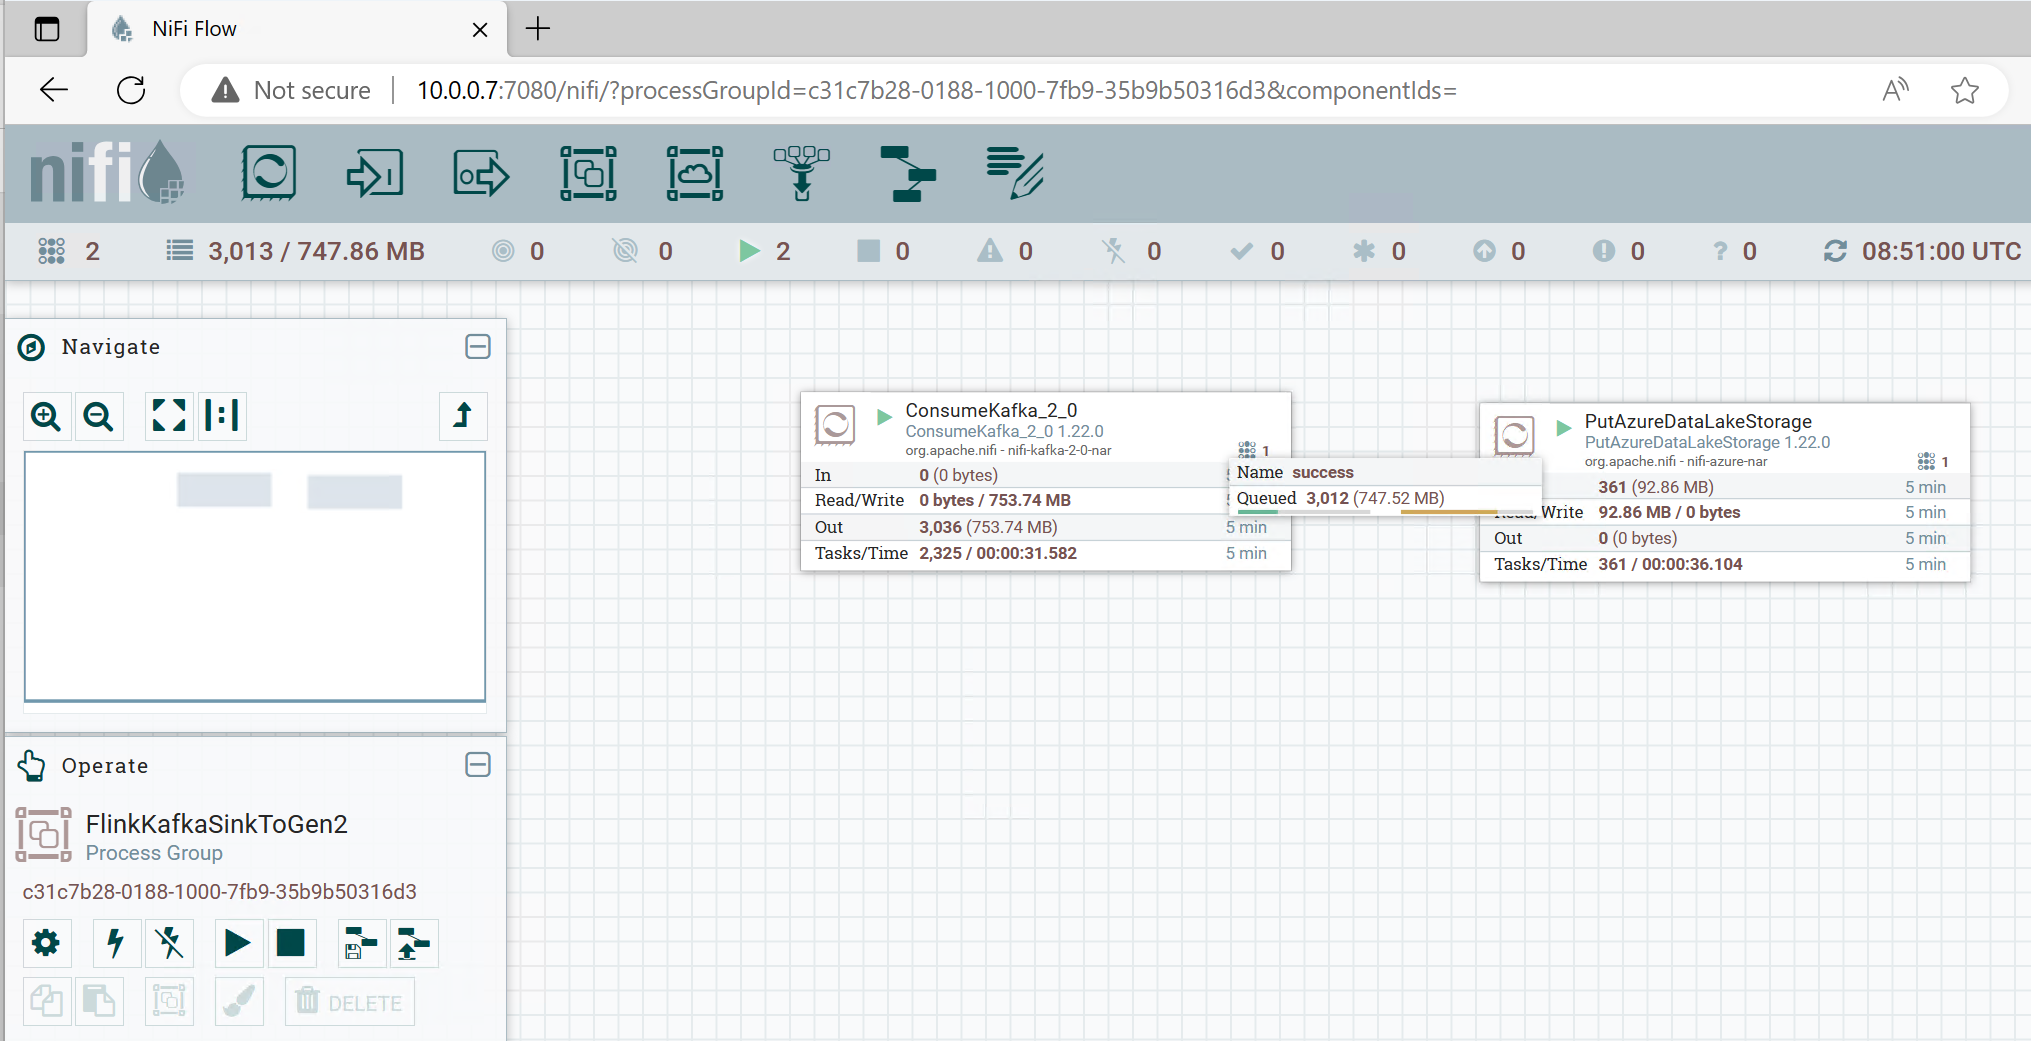 NiFi Flow
Not secure 10.0.0.7:7080/nifi/?processGroupId=c31c7b28-0188-1000-7fb9-35b9b50316d3&componentIds=
nifi
2 3,013 / 747.86 MB 0 0 2 0 0 0 0 0 0 0 0 08:51:00 UTC
Navigate
Operate
FlinkKafkaSinkToGen2
Process Group
c31c7b28-0188-1000-7fb9-35b9b50316d3
DELETE
ConsumeKafka_2_0
ConsumeKafka_2_0 1.22.0
org.apache.nifi - nifi-kafka-2-0-nar
1
In 0 (0 bytes)
Read/Write 0 bytes / 753.74 MB
Out 3,036 (753.74 MB) 5 min
Tasks/Time 2,325 / 00:00:31.582 5 min
Name success
Queued 3,012 (747.52 MB)
PutAzureDataLakeStorage
PutAzureDataLakeStorage 1.22.0
org.apache.nifi - nifi-azure-nar
1
361 (92.86 MB) 5 min
Read/Write 92.86 MB / 0 bytes 5 min
Out 0 (0 bytes) 5 min
Tasks/Time 361 / 00:00:36.104 5 min